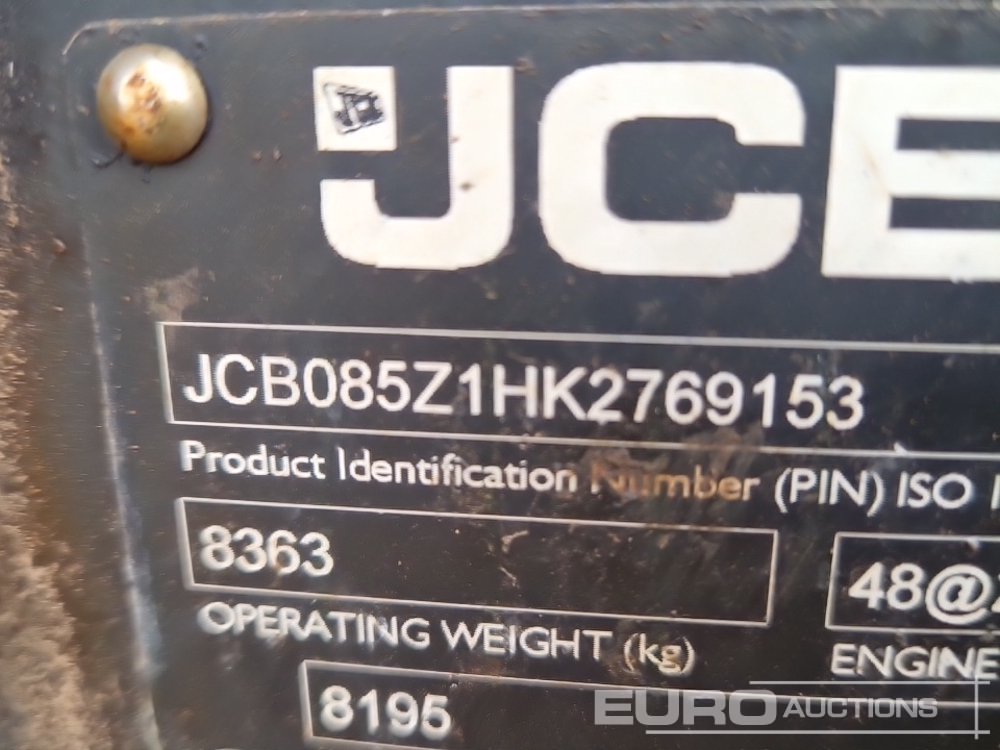 JCB
JCB085Z1HK2769153
Product Identification Number (PIN) ISO
8363
48@
OPERATING WEIGHT (kg)
ENGINE
8195
EURO AUCTIONS